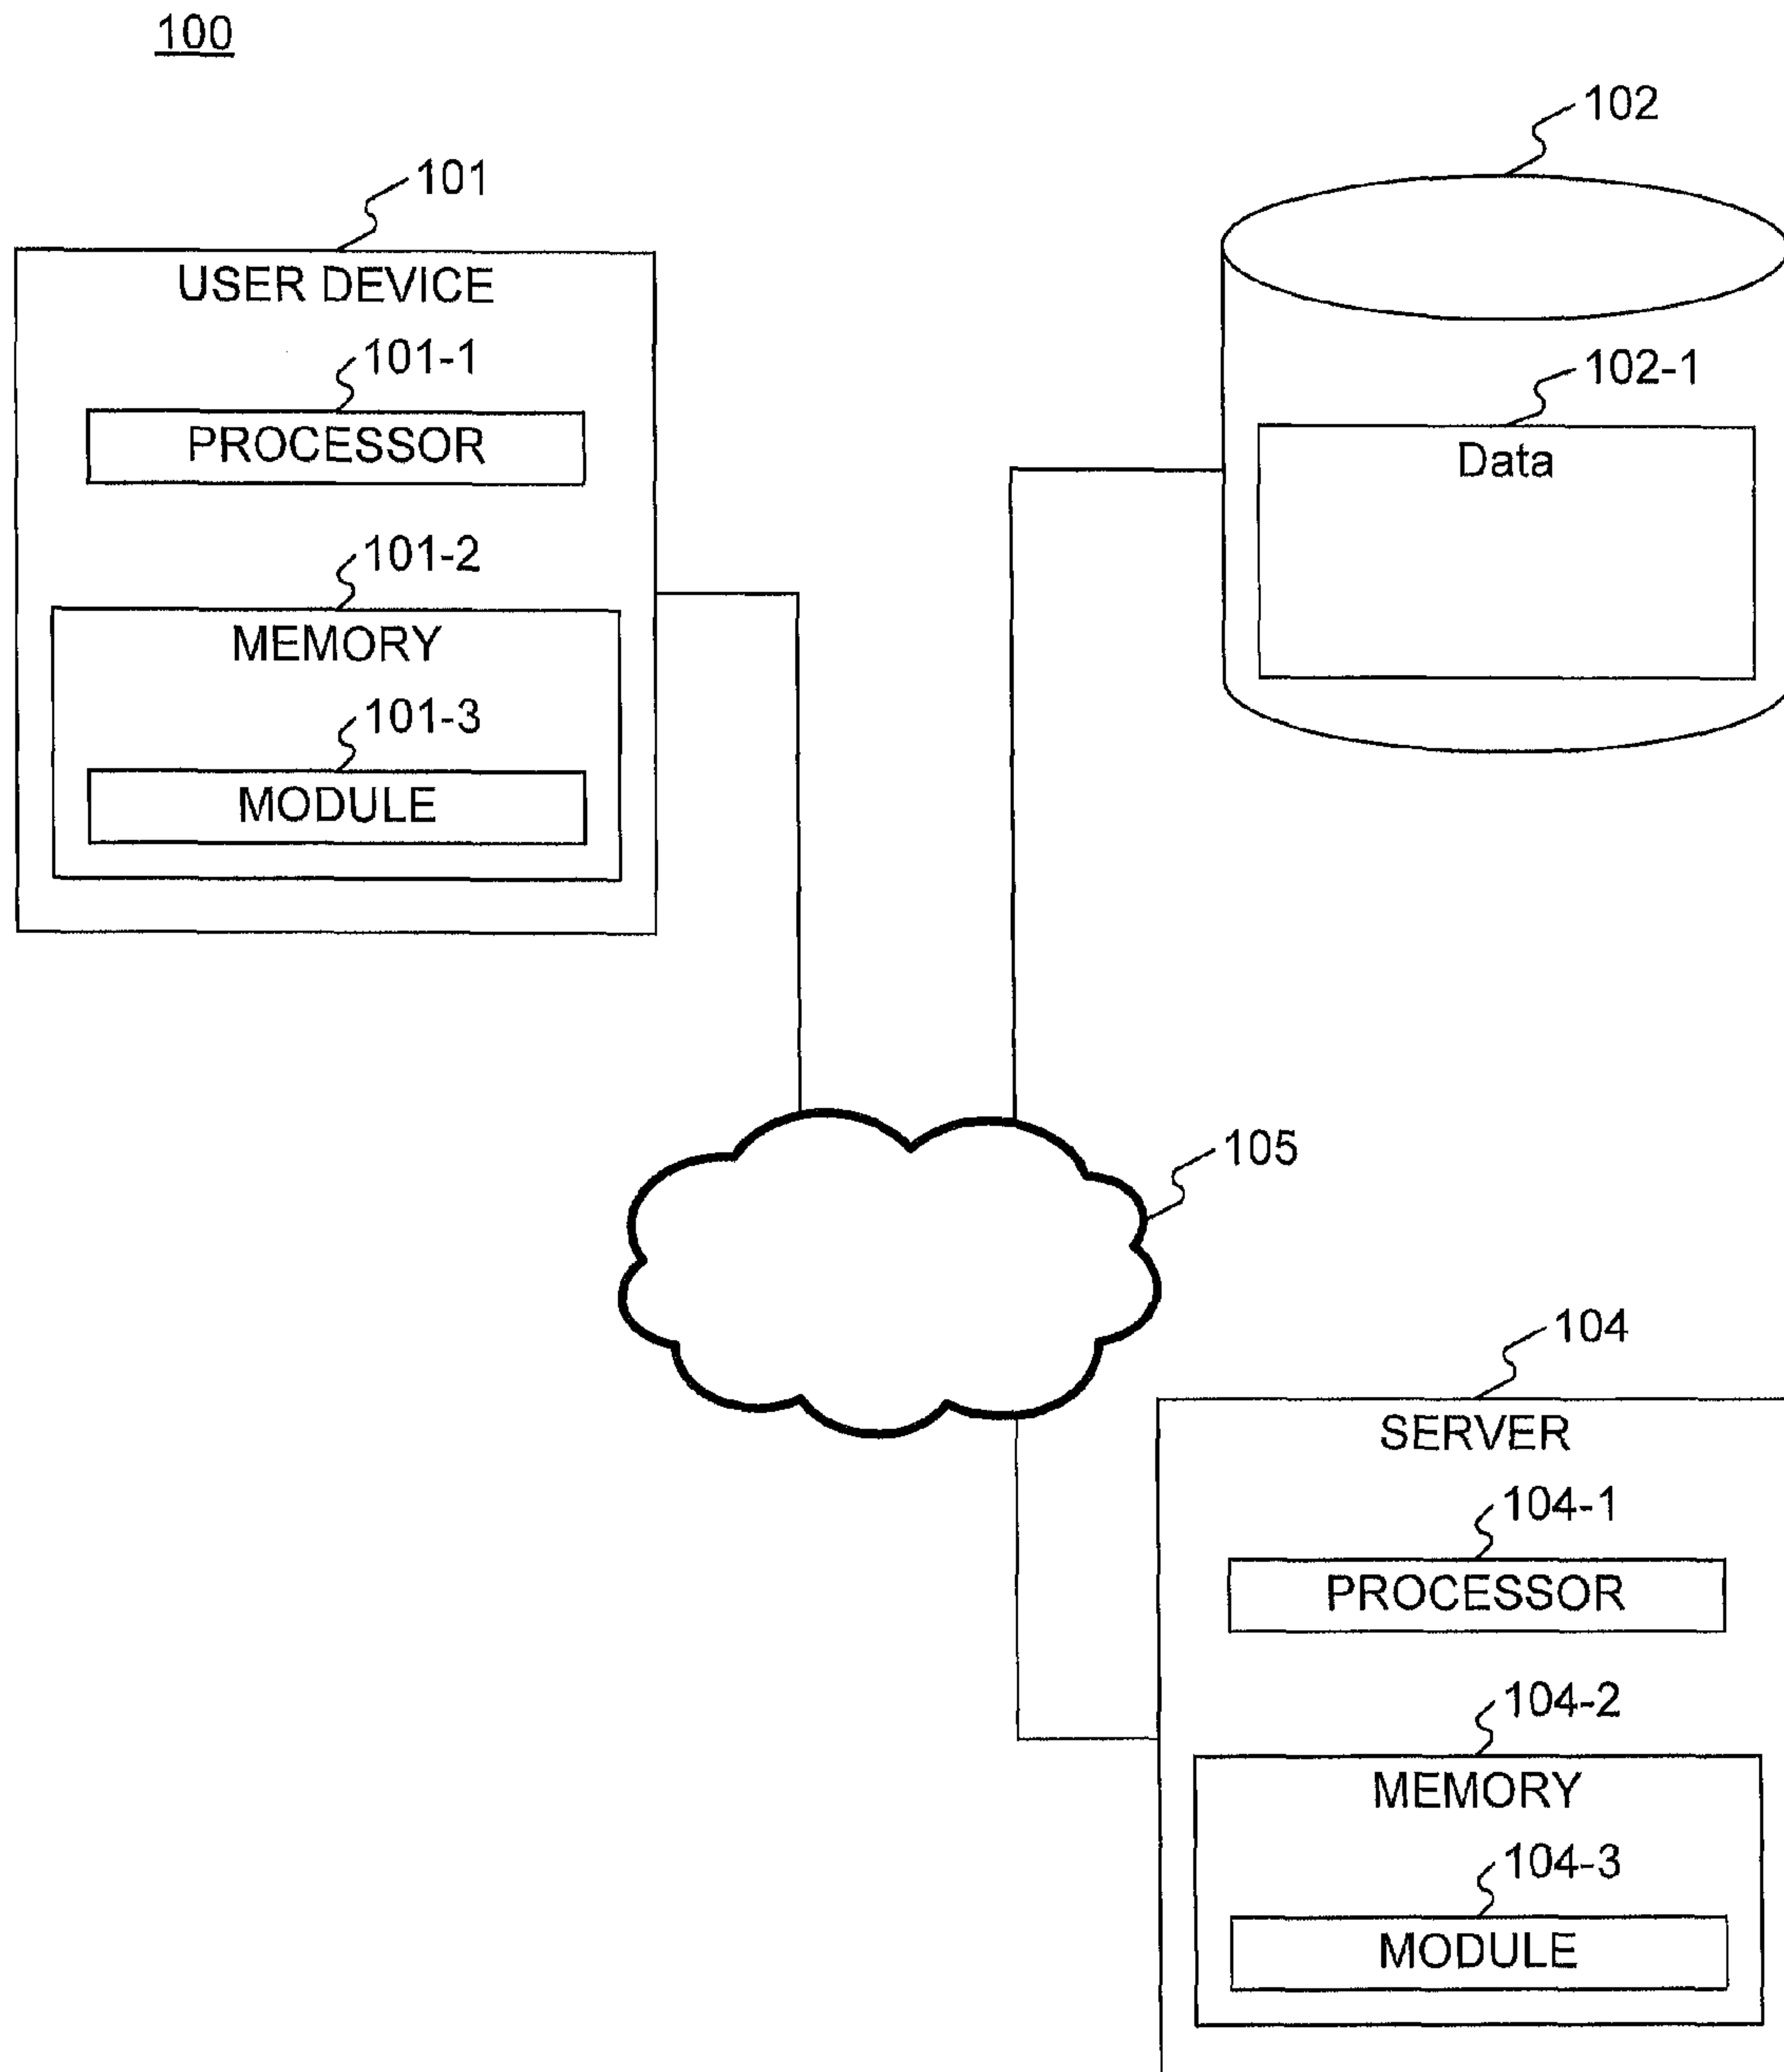 100
101
USER DEVICE
101-1
PROCESSOR
101-2
MEMORY
101-3
MODULE
102
102-1
Data
105
104
SERVER
104-1
PROCESSOR
104-2
MEMORY
104-3
MODULE